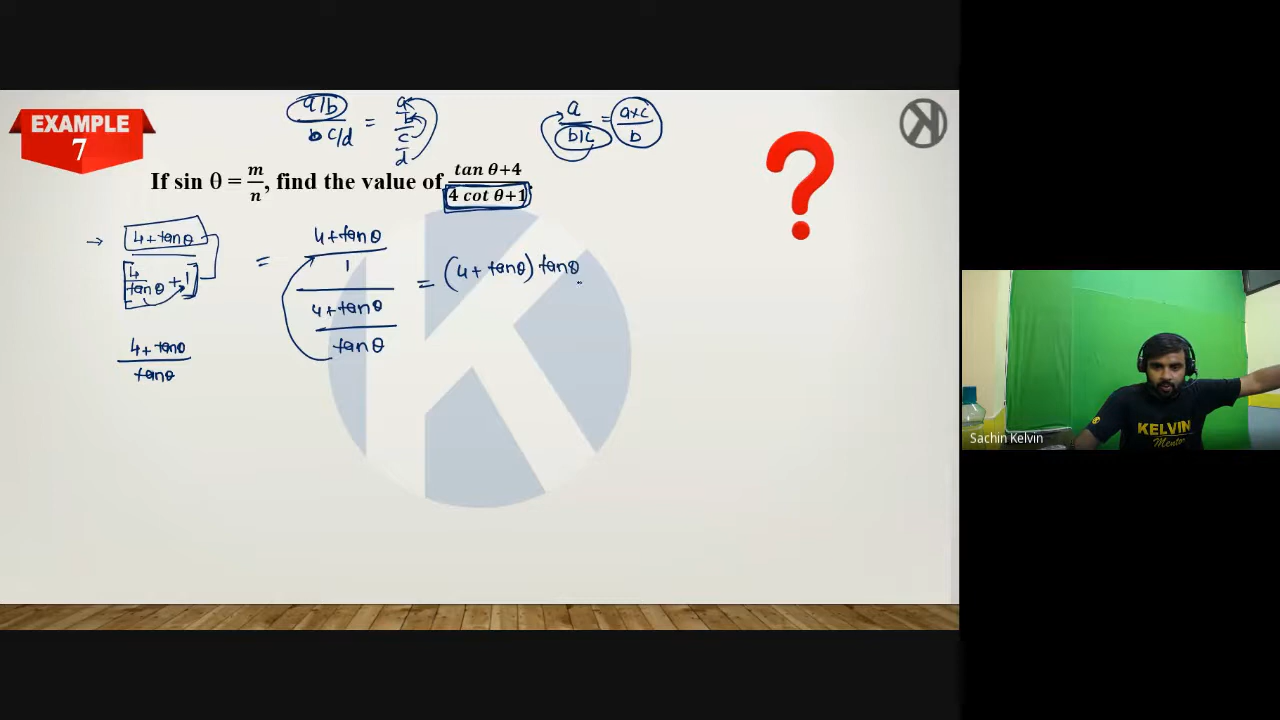 EXAMPLE
7
a/b / c/d = a/b / c/d
a / b/c = a×c / b
If sin θ = m/n, find the value of (tan θ+4)/(4 cot θ+1).
→ 4+tanθ / [4/tanθ + 1] = 4+tanθ/1 / 4+tanθ/tanθ = (4+tanθ) tanθ
4+tanθ / tanθ
KELVIN
Mentor
Sachin Kelvin